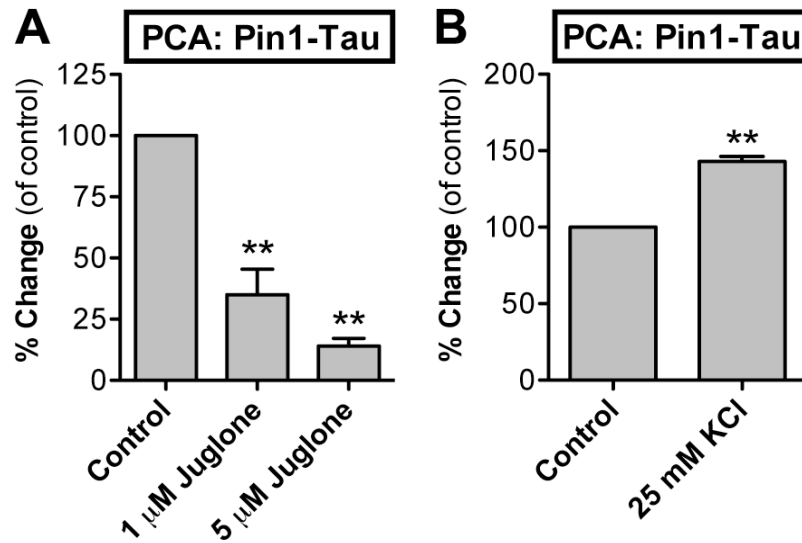 A
PCA: Pin1-Tau
% Change (of control)
125
100
75
50
25
0
**
**
Control
1 μM Juglone
5 μM Juglone
B
PCA: Pin1-Tau
% Change (of control)
200
150
100
50
0
**
Control
25 mM KCl